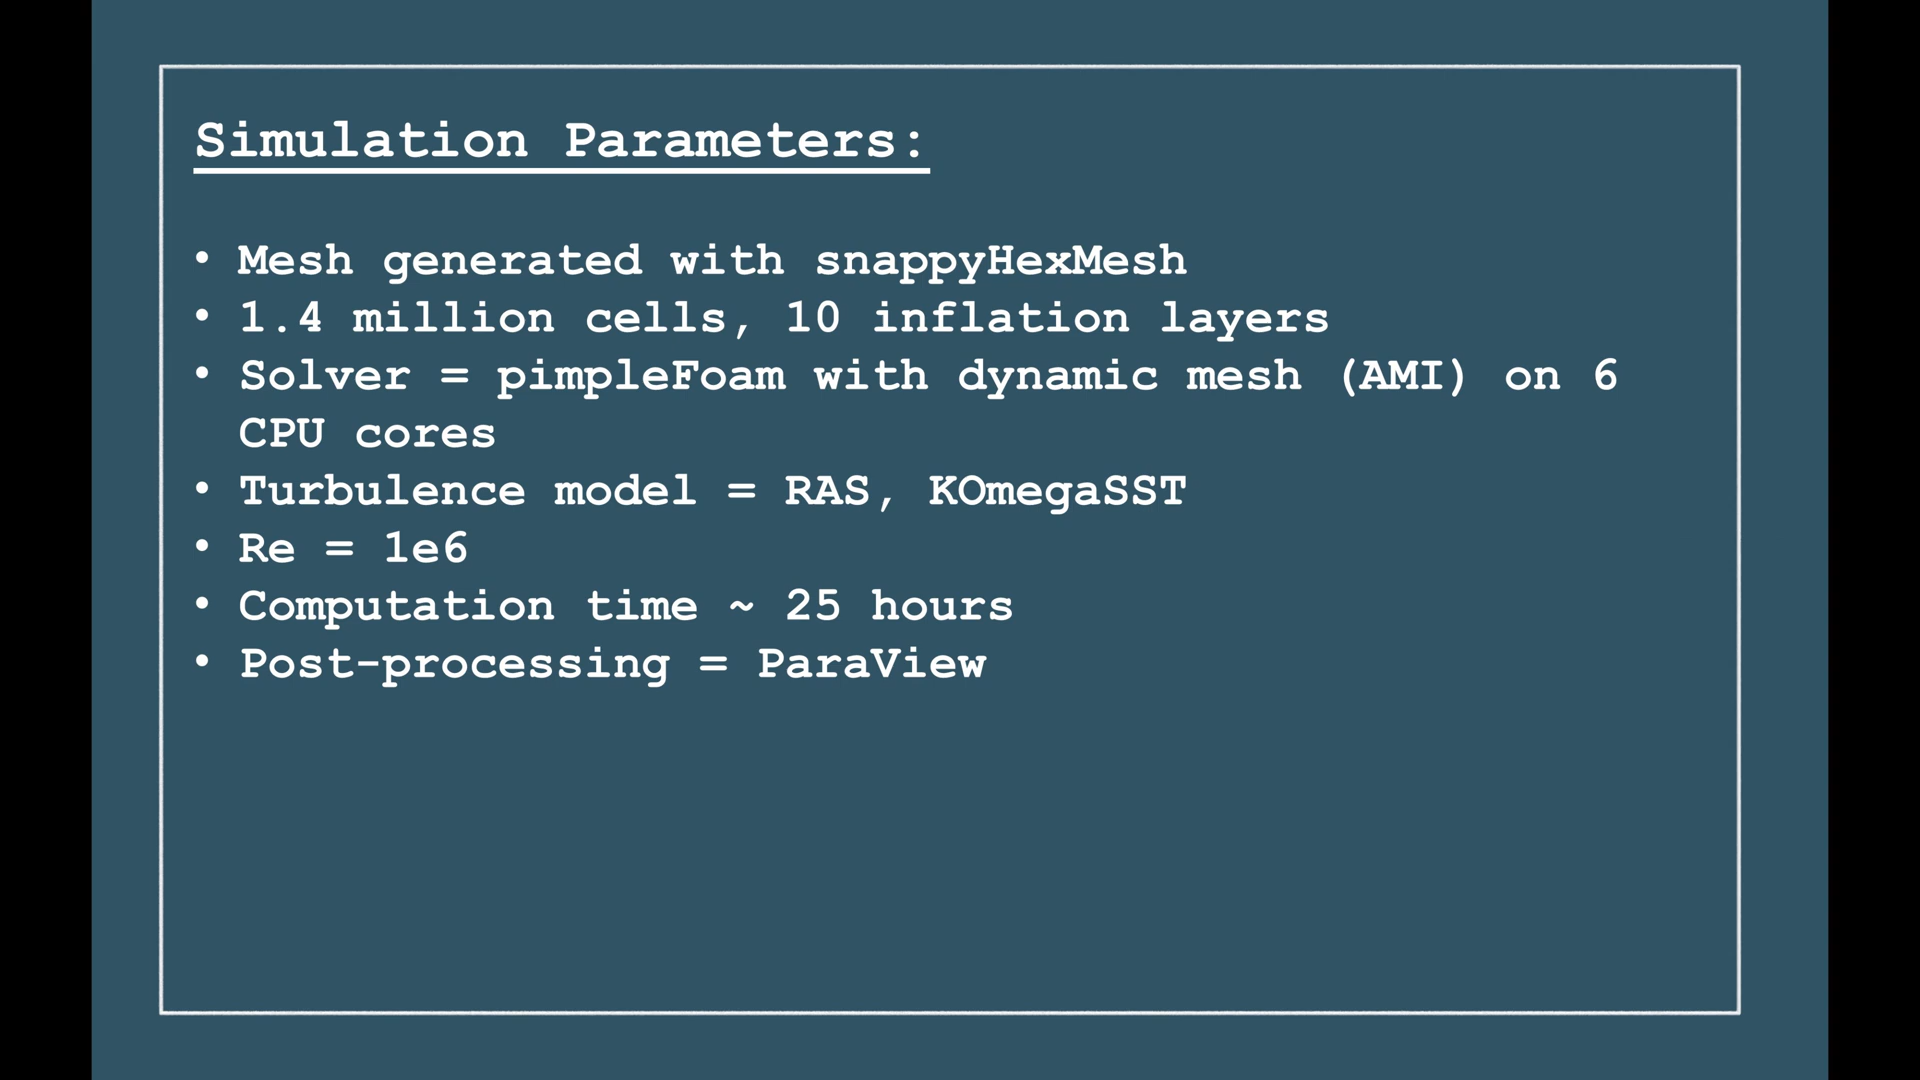 Simulation Parameters:
• Mesh generated with snappyHexMesh
• 1.4 million cells, 10 inflation layers
• Solver = pimpleFoam with dynamic mesh (AMI) on 6
CPU cores
• Turbulence model = RAS, KOmegaSST
• Re = 1e6
• Computation time ~ 25 hours
• Post-processing = ParaView